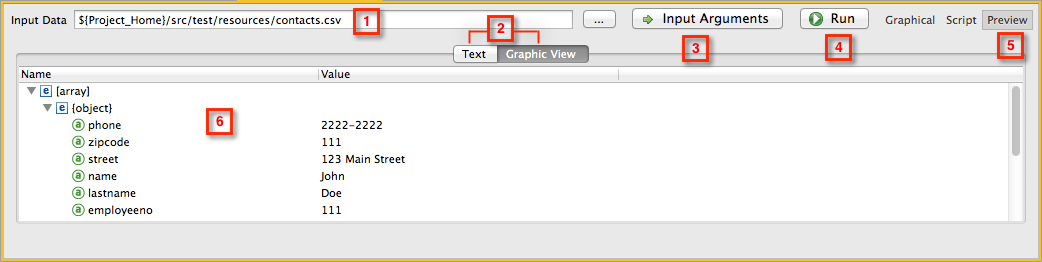 Input Data ${Project_Home}/src/test/resources/contacts.csv 1 ... Input Arguments Run Graphical Script Preview
2 3 4 5
Text Graphic View
Name Value
[array]
{object}
6
phone 2222-2222
zipcode 111
street 123 Main Street
name John
lastname Doe
employeeno 111